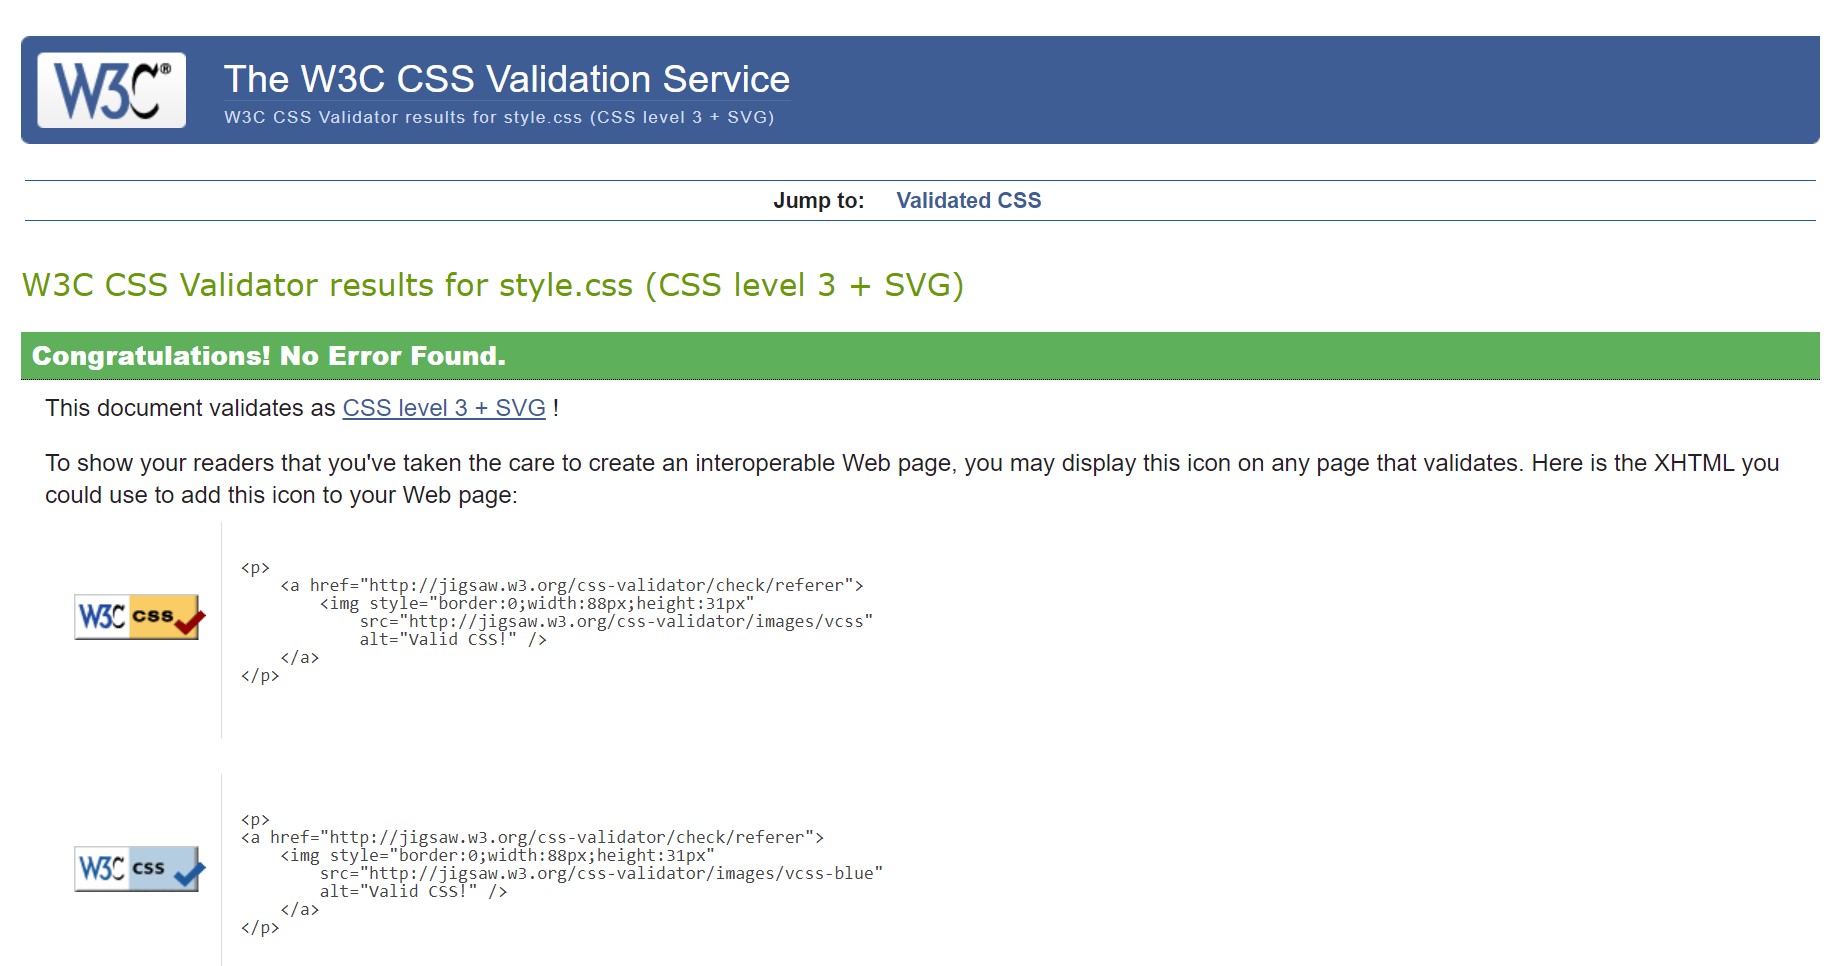 W3C®
The W3C CSS Validation Service
W3C CSS Validator results for style.css (CSS level 3 + SVG)
Jump to: Validated CSS
W3C CSS Validator results for style.css (CSS level 3 + SVG)
Congratulations! No Error Found.
This document validates as CSS level 3 + SVG !
To show your readers that you've taken the care to create an interoperable Web page, you may display this icon on any page that validates. Here is the XHTML you
could use to add this icon to your Web page:
W3C css
<p>
    <a href="http://jigsaw.w3.org/css-validator/check/referer">
        <img style="border:0;width:88px;height:31px"
            src="http://jigsaw.w3.org/css-validator/images/vcss"
            alt="Valid CSS!" />
    </a>
</p>
W3C css
<p>
<a href="http://jigsaw.w3.org/css-validator/check/referer">
    <img style="border:0;width:88px;height:31px"
        src="http://jigsaw.w3.org/css-validator/images/vcss-blue"
        alt="Valid CSS!" />
    </a>
</p>